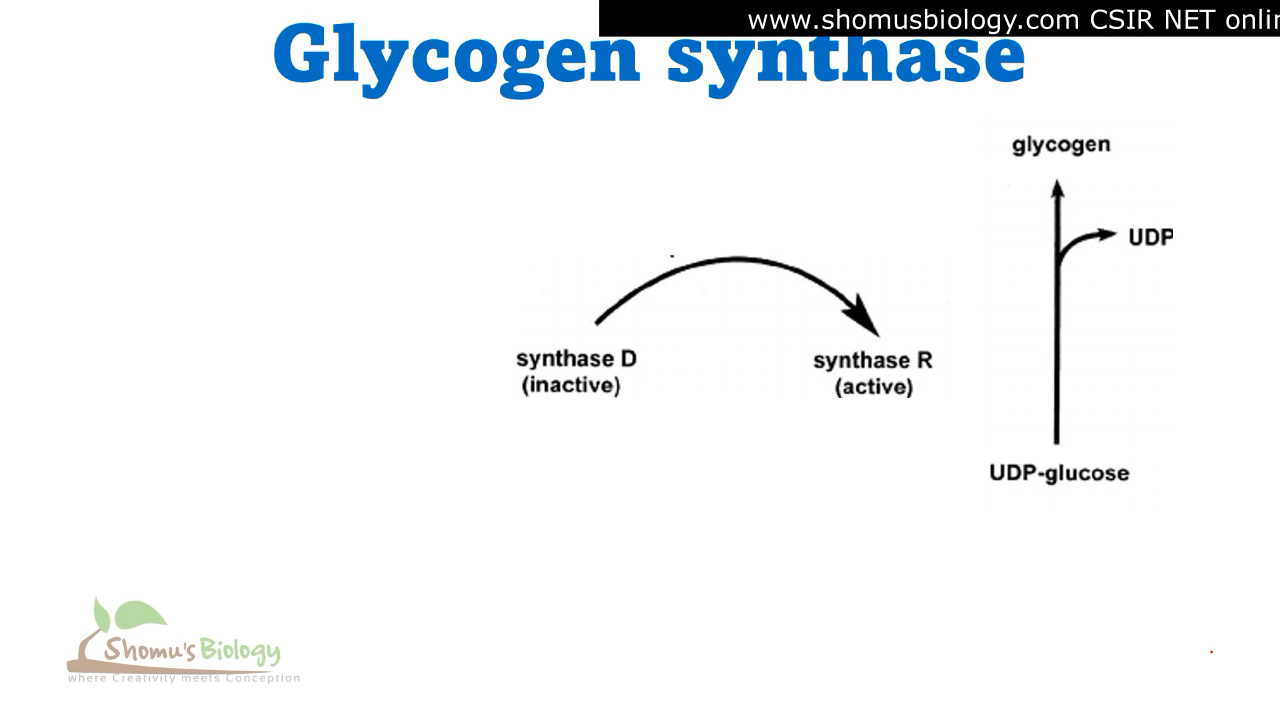 www.shomusbiology.com CSIR NET onlin
Glycogen synthase
glycogen
UDP
synthase D
(inactive)
synthase R
(active)
UDP-glucose
Shomu's Biology
where Creativity meets Conception